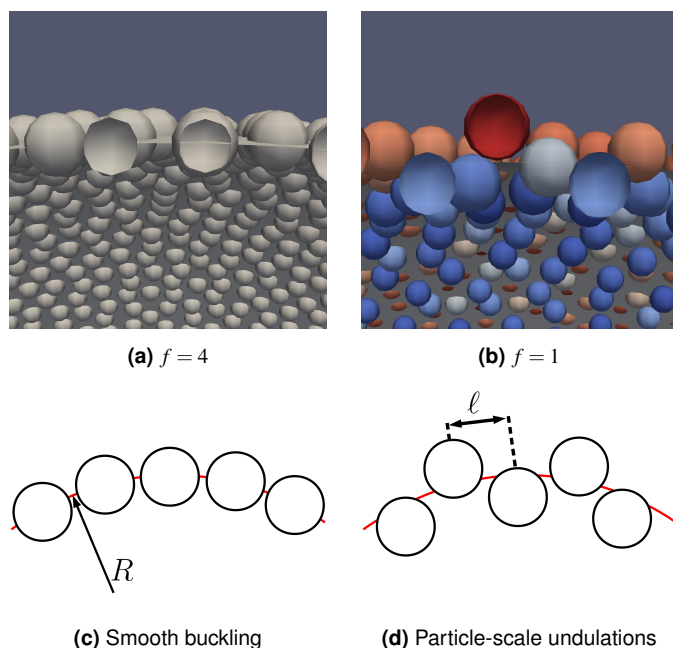 (a) f = 4
(b) f = 1
ℓ
R
(c) Smooth buckling
(d) Particle-scale undulations